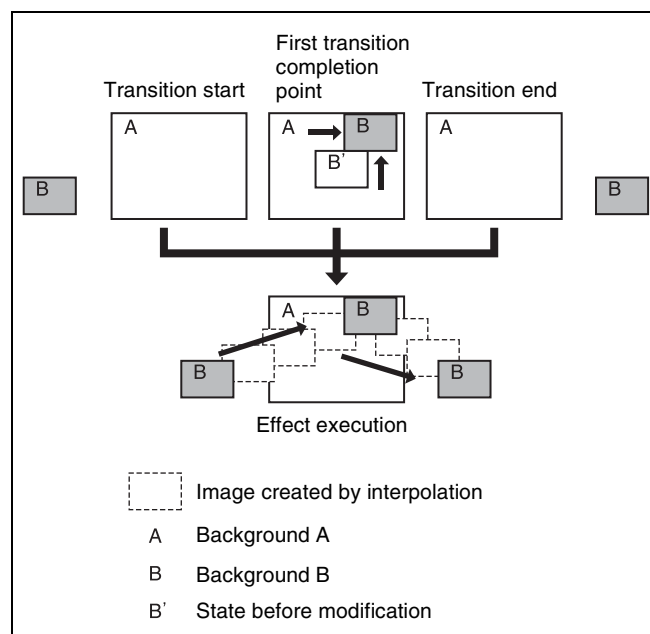 First transition
completion
point
Transition start
Transition end
A
A
B
B'
A
B
B
A
B
B
B
Effect execution
Image created by interpolation
A Background A
B Background B
B' State before modification